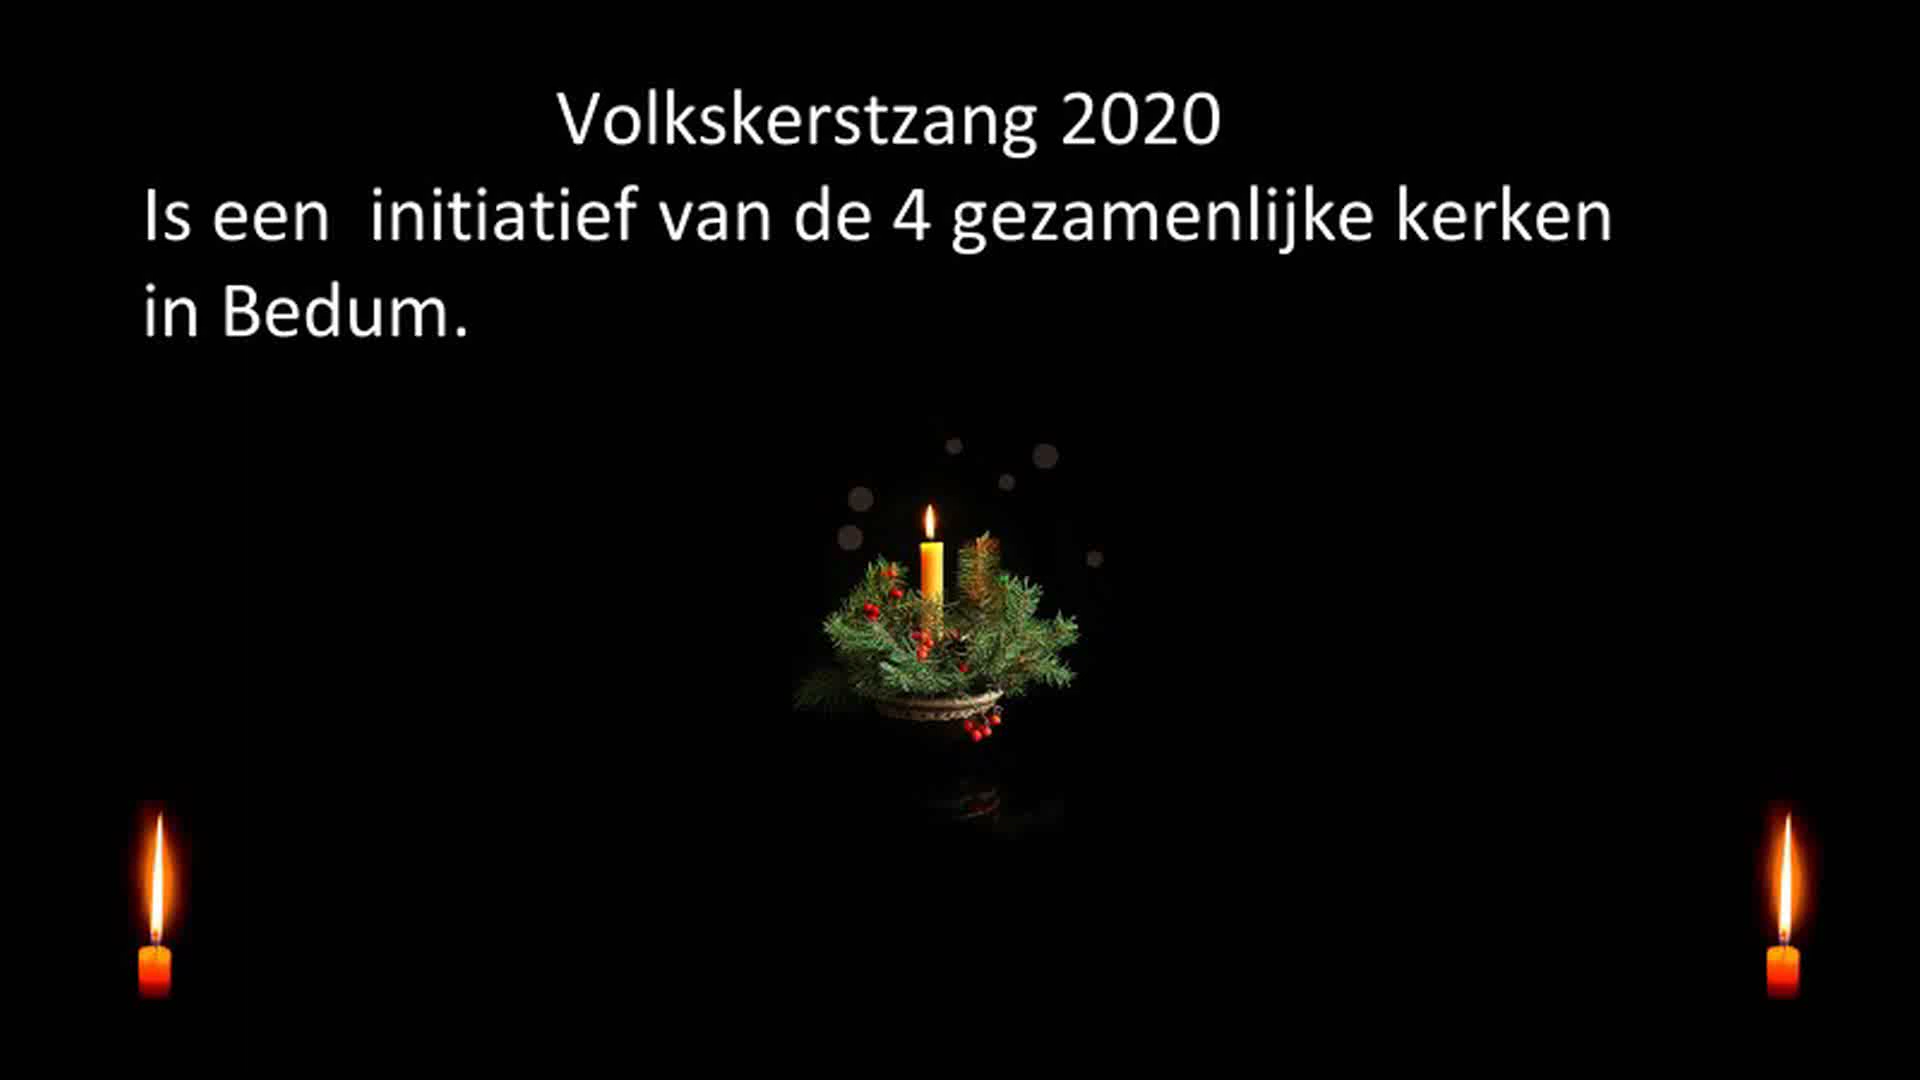 Volkskerstzang 2020
Is een  initiatief van de 4 gezamenlijke kerken
in Bedum.